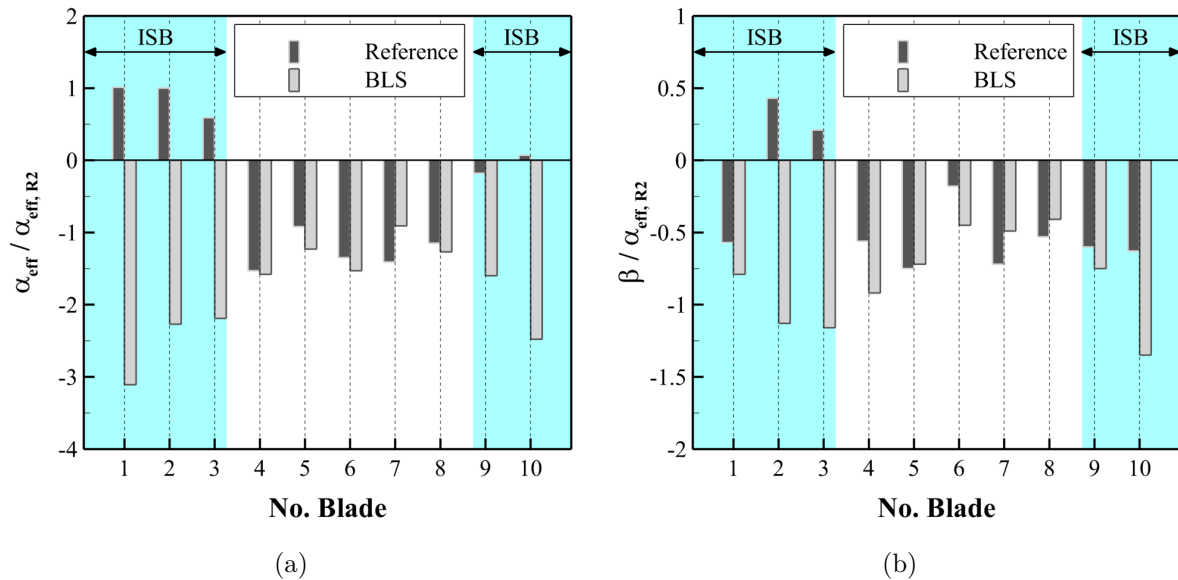 2
1
0
-1
-2
-3
-4
α_eff / α_eff, R2
ISB
ISB
Reference
BLS
1 2 3 4 5 6 7 8 9 10
No. Blade
(a)
1
0.5
0
-0.5
-1
-1.5
-2
β / α_eff, R2
ISB
ISB
Reference
BLS
1 2 3 4 5 6 7 8 9 10
No. Blade
(b)